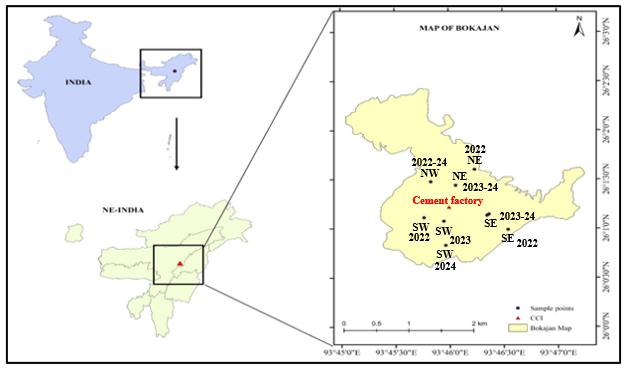 INDIA
NE-INDIA
MAP OF BOKAJAN
N
2022
NE
2022-24
NW
NE
2023-24
Cement factory
SW
2022
SW
2023
SW
2024
2023-24
SE
SE
2022
Sample points
CCI
Bokajan Map
0 0.5 1 2 km
93°45'0"E 93°45'30"E 93°46'0"E 93°46'30"E 93°47'0"E
26°3'0"N
26°2'30"N
26°2'0"N
26°1'30"N
26°1'0"N
26°0'30"N
26°0'0"N